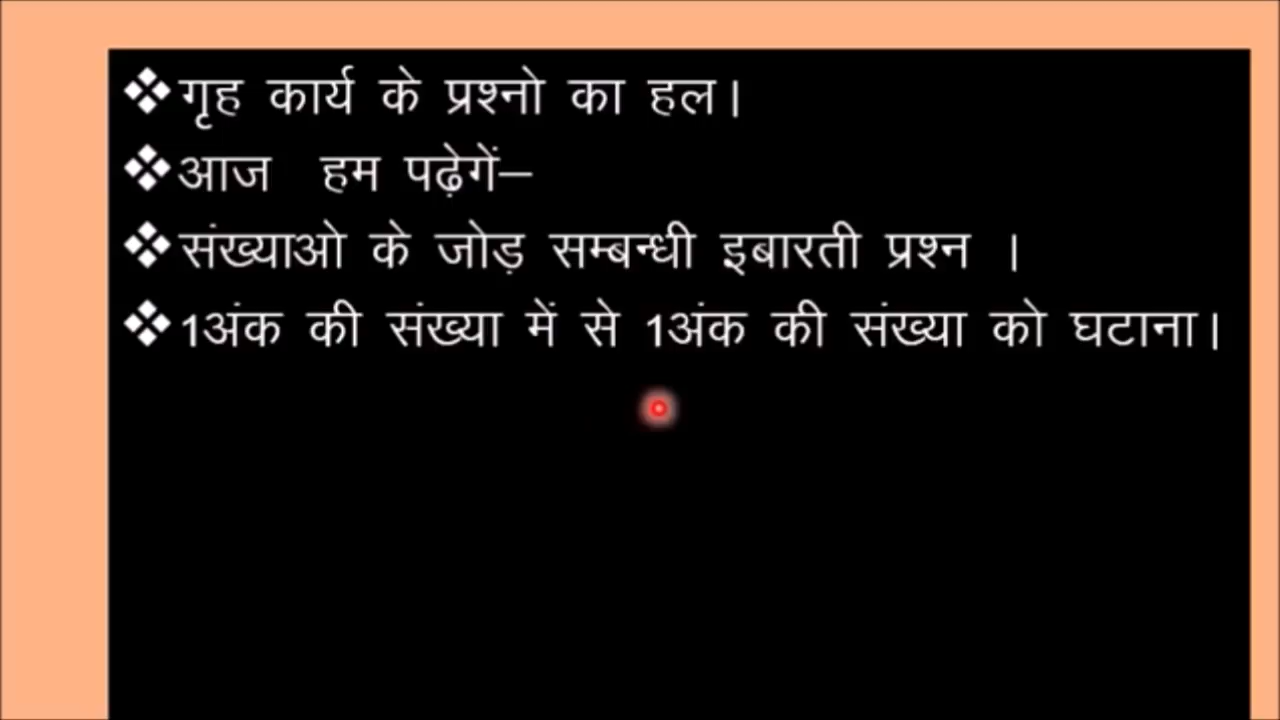 ❖गृह कार्य के प्रश्नो का हल।
❖आज हम पढ़ेगें–
❖संख्याओ के जोड़ सम्बन्धी इबारती प्रश्न ।
❖1अंक की संख्या में से 1अंक की संख्या को घटाना।